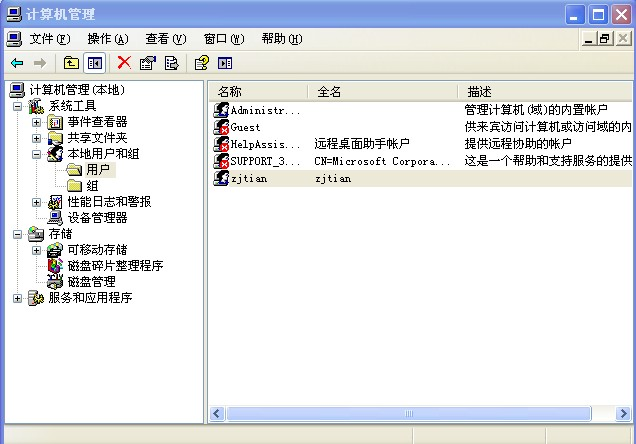 计算机管理
文件(F) 操作(A) 查看(V) 窗口(W) 帮助(H)
计算机管理(本地)
系统工具
事件查看器
共享文件夹
本地用户和组
用户
组
性能日志和警报
设备管理器
存储
可移动存储
磁盘碎片整理程序
磁盘管理
服务和应用程序
名称 全名 描述
Administr... 管理计算机(域)的内置帐户
Guest 供来宾访问计算机或访问域的内
HelpAssis... 远程桌面助手帐户 提供远程协助的帐户
SUPPORT_3... CN=Microsoft Corpora... 这是一个帮助和支持服务的提供
zjtian zjtian